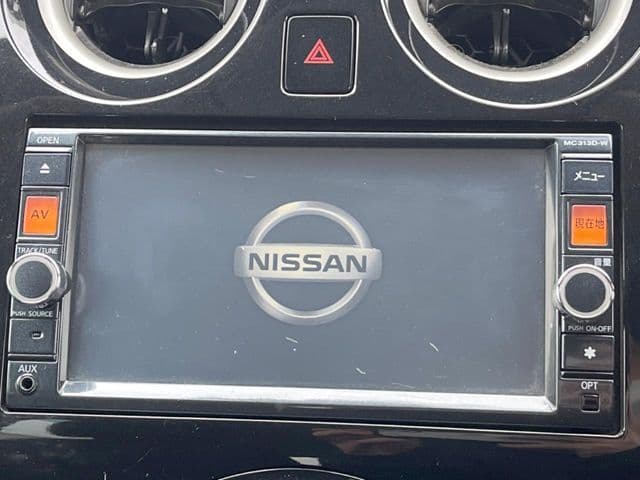 OPEN
MC313D-W
メニュー
AV
現在地
TRACK/TUNE
音量
NISSAN
PUSH SOURCE
PUSH ON-OFF
✱
AUX
OPT